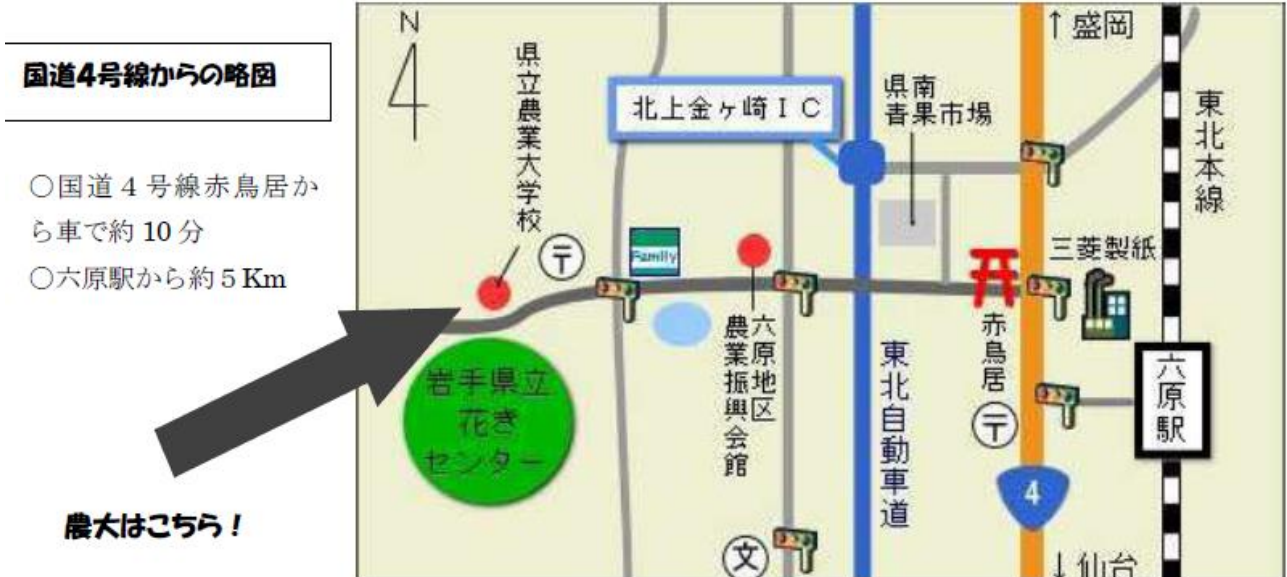 国道4号線からの略図
〇国道4号線赤鳥居か
ら車で約10分
〇六原駅から約5Km
農大はこちら！
N
県立農業大学校
〒
Family
岩手県立
花き
センター
北上金ヶ崎IC
県南
青果市場
六原地区
農業振興会館
文
東北自動車道
↑盛岡
赤鳥居
〒
三菱製紙
東北本線
六原駅
4
↓仙台